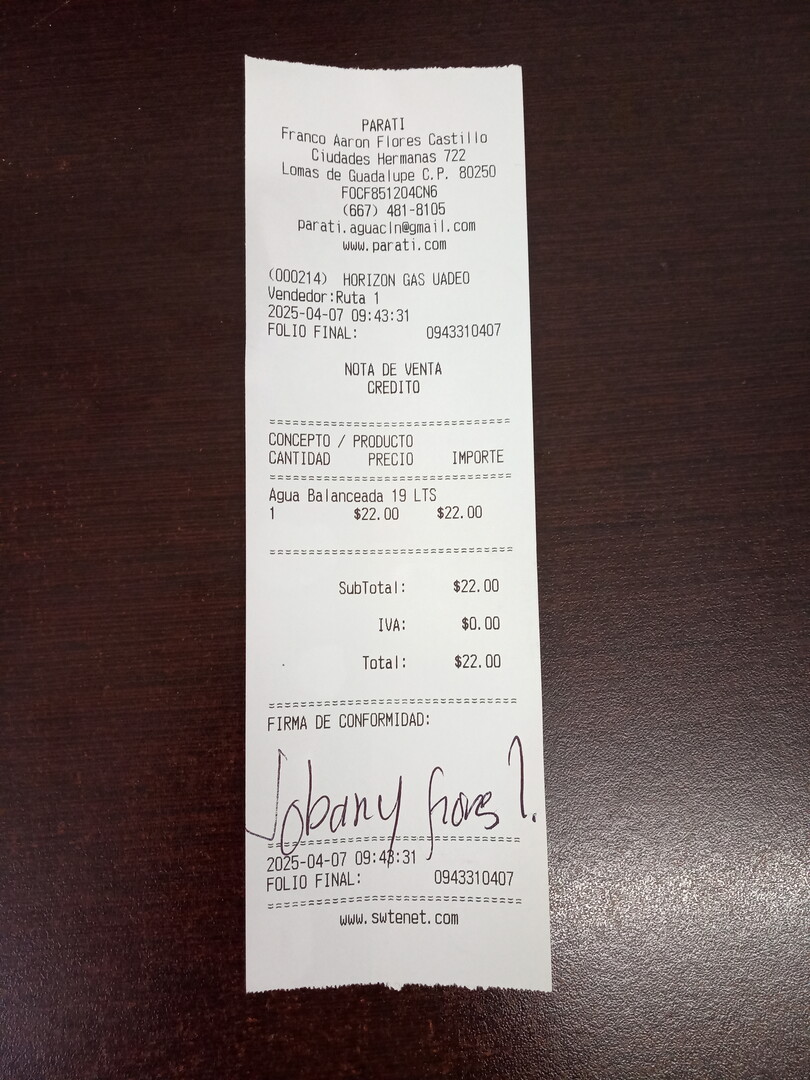 PARATI
Franco Aaron Flores Castillo
Ciudades Hermanas 722
Lomas de Guadalupe C.P. 80250
FOCF851204CN6
(667) 481-8105
parati.aguacln@gmail.com
www.parati.com
(000214) HORIZON GAS UADEO
Vendedor:Ruta 1
2025-04-07 09:43:31
FOLIO FINAL: 0943310407
NOTA DE VENTA
CREDITO
CONCEPTO / PRODUCTO
CANTIDAD PRECIO IMPORTE
Agua Balanceada 19 LTS
1 $22.00 $22.00
SubTotal: $22.00
IVA: $0.00
Total: $22.00
FIRMA DE CONFORMIDAD:
Jobany flores
2025-04-07 09:43:31
FOLIO FINAL: 0943310407
www.swtenet.com